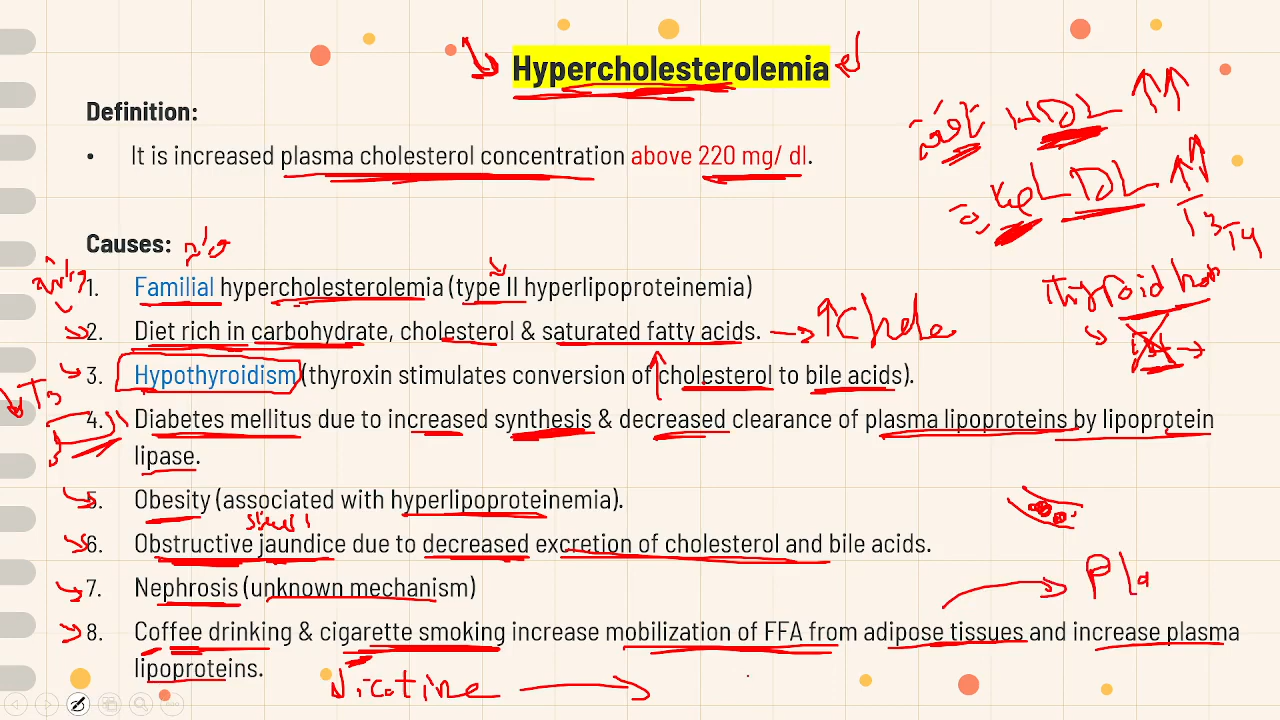 Hypercholesterolemia
Definition:
• It is increased plasma cholesterol concentration above 220 mg/ dl.
HDL
LDL
T3
T4
Causes:
1. Familial hypercholesterolemia (type II hyperlipoproteinemia)
Thyroid hor
2. Diet rich in carbohydrate, cholesterol & saturated fatty acids.
Chole
3. Hypothyroidism (thyroxin stimulates conversion of cholesterol to bile acids).
T3
4. Diabetes mellitus due to increased synthesis & decreased clearance of plasma lipoproteins by lipoprotein
lipase.
5. Obesity (associated with hyperlipoproteinemia).
6. Obstructive jaundice due to decreased excretion of cholesterol and bile acids.
7. Nephrosis (unknown mechanism)
Pla
8. Coffee drinking & cigarette smoking increase mobilization of FFA from adipose tissues and increase plasma
lipoproteins.
Nicotine